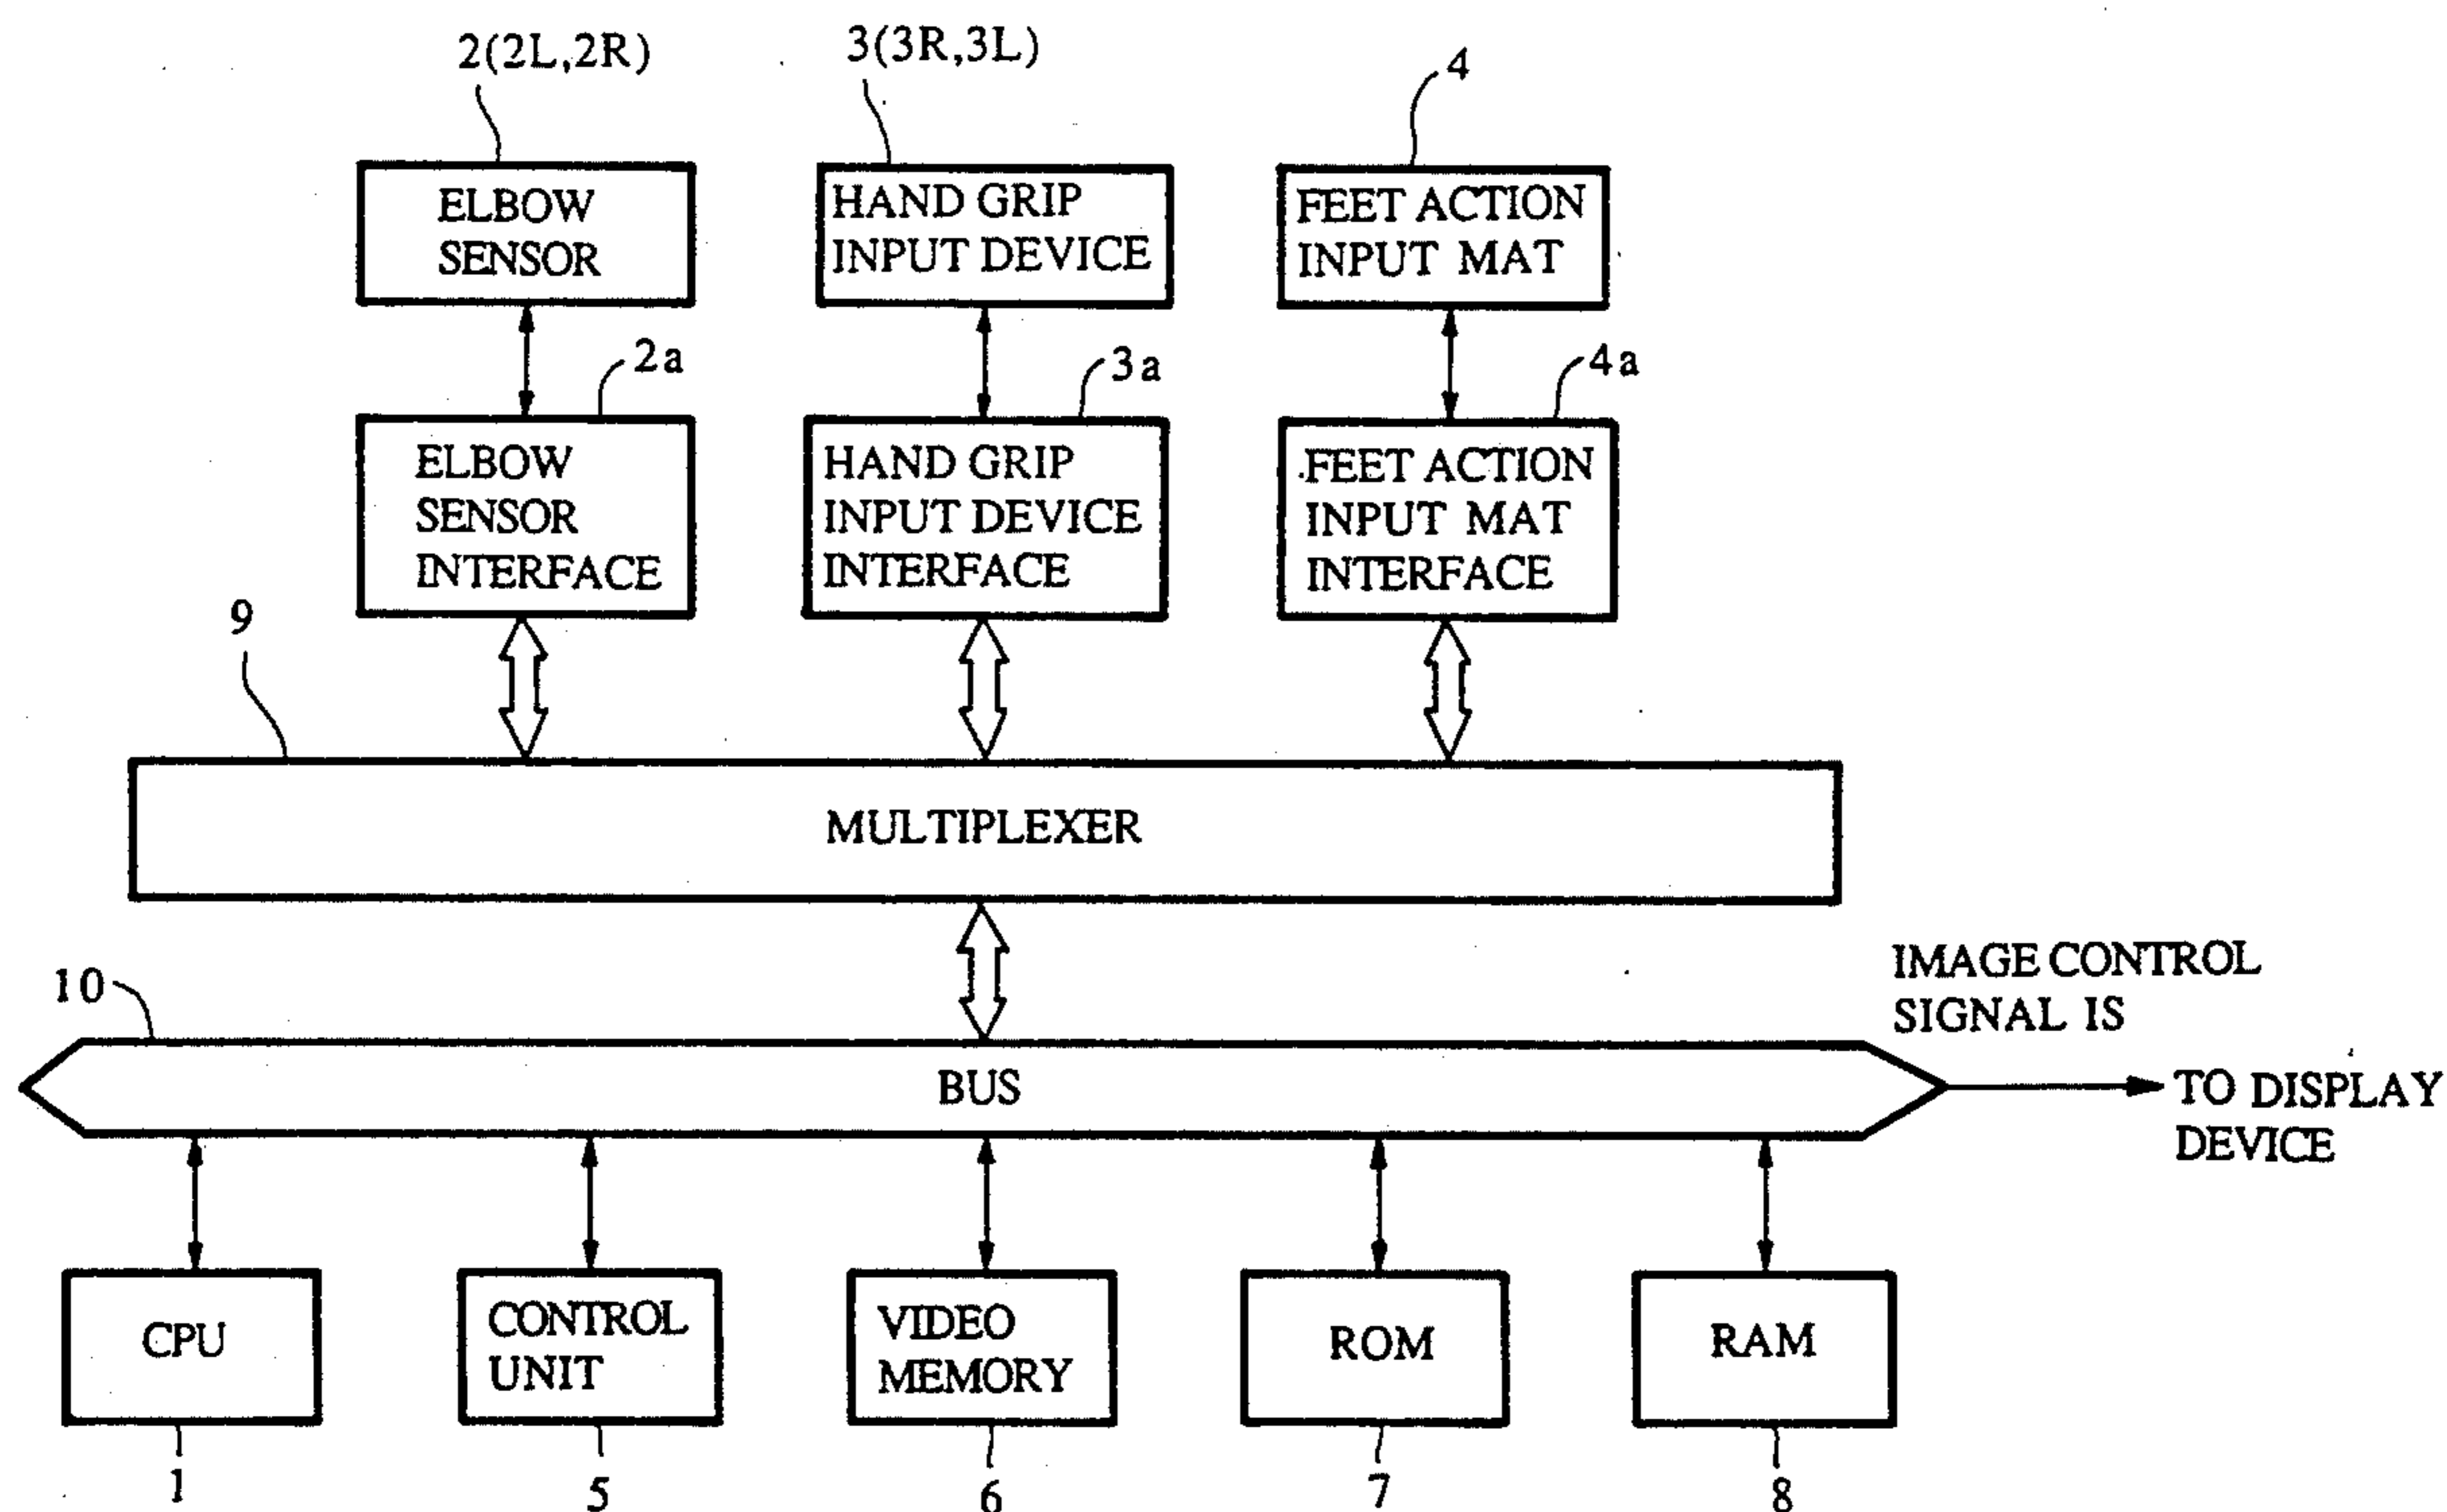 2(2L,2R)
3(3R,3L)
4
ELBOW
SENSOR
HAND GRIP
INPUT DEVICE
FEET ACTION
INPUT MAT
2a
3a
4a
ELBOW
SENSOR
INTERFACE
HAND GRIP
INPUT DEVICE
INTERFACE
FEET ACTION
INPUT MAT
INTERFACE
9
MULTIPLEXER
IMAGE CONTROL
SIGNAL IS
10
BUS
TO DISPLAY
DEVICE
CPU
CONTROL
UNIT
VIDEO
MEMORY
ROM
RAM
1
5
6
7
8